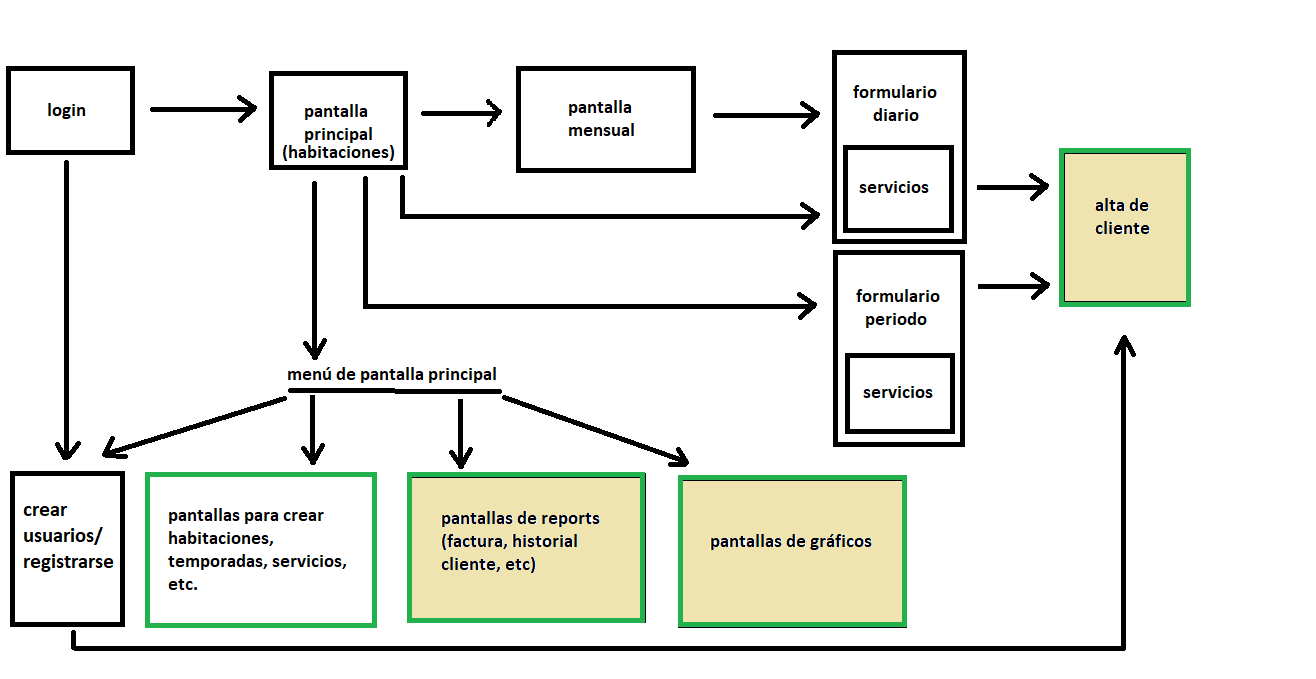 login
pantalla
principal
(habitaciones)
pantalla
mensual
formulario
diario
servicios
alta de
cliente
formulario
periodo
servicios
menú de pantalla principal
crear
usuarios/
registrarse
pantallas para crear
habitaciones,
temporadas, servicios,
etc.
pantallas de reports
(factura, historial
cliente, etc)
pantallas de gráficos